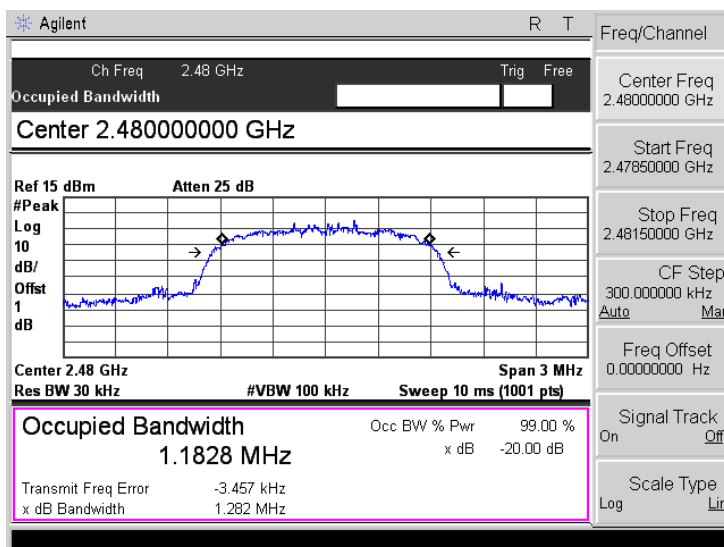 Agilent R T
Freq/Channel
Ch Freq 2.48 GHz Trig Free
Occupied Bandwidth
Center 2.480000000 GHz
Center Freq
2.48000000 GHz
Start Freq
2.47850000 GHz
Stop Freq
2.48150000 GHz
CF Step
300.000000 kHz
Auto Man
Freq Offset
0.00000000 Hz
Signal Track
On Off
Scale Type
Log Lin
Ref 15 dBm Atten 25 dB
#Peak
Log
10
dB/
Offst
1
dB
Center 2.48 GHz Span 3 MHz
Res BW 30 kHz #VBW 100 kHz Sweep 10 ms (1001 pts)
Occupied Bandwidth Occ BW % Pwr 99.00 %
1.1828 MHz x dB -20.00 dB
Transmit Freq Error -3.457 kHz
x dB Bandwidth 1.282 MHz